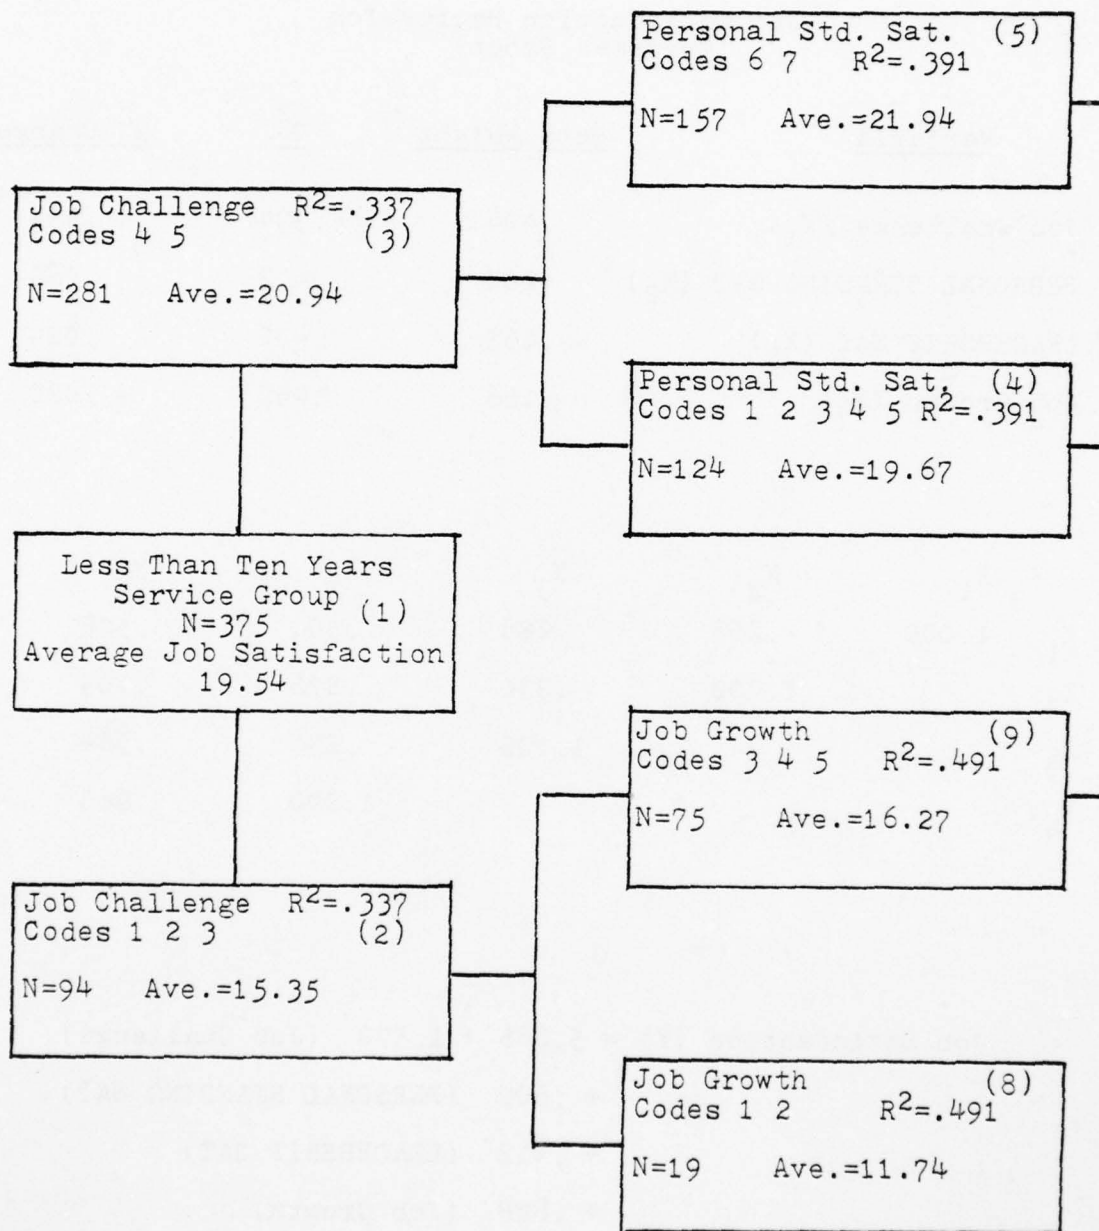 Personal Std. Sat. (5)
Codes 6 7 R²=.391
N=157 Ave.=21.94
Job Challenge R²=.337
Codes 4 5 (3)
N=281 Ave.=20.94
Personal Std. Sat. (4)
Codes 1 2 3 4 5 R²=.391
N=124 Ave.=19.67
Less Than Ten Years
Service Group
N=375 (1)
Average Job Satisfaction
19.54
Job Growth (9)
Codes 3 4 5 R²=.491
N=75 Ave.=16.27
Job Challenge R²=.337
Codes 1 2 3 (2)
N=94 Ave.=15.35
Job Growth (8)
Codes 1 2 R²=.491
N=19 Ave.=11.74